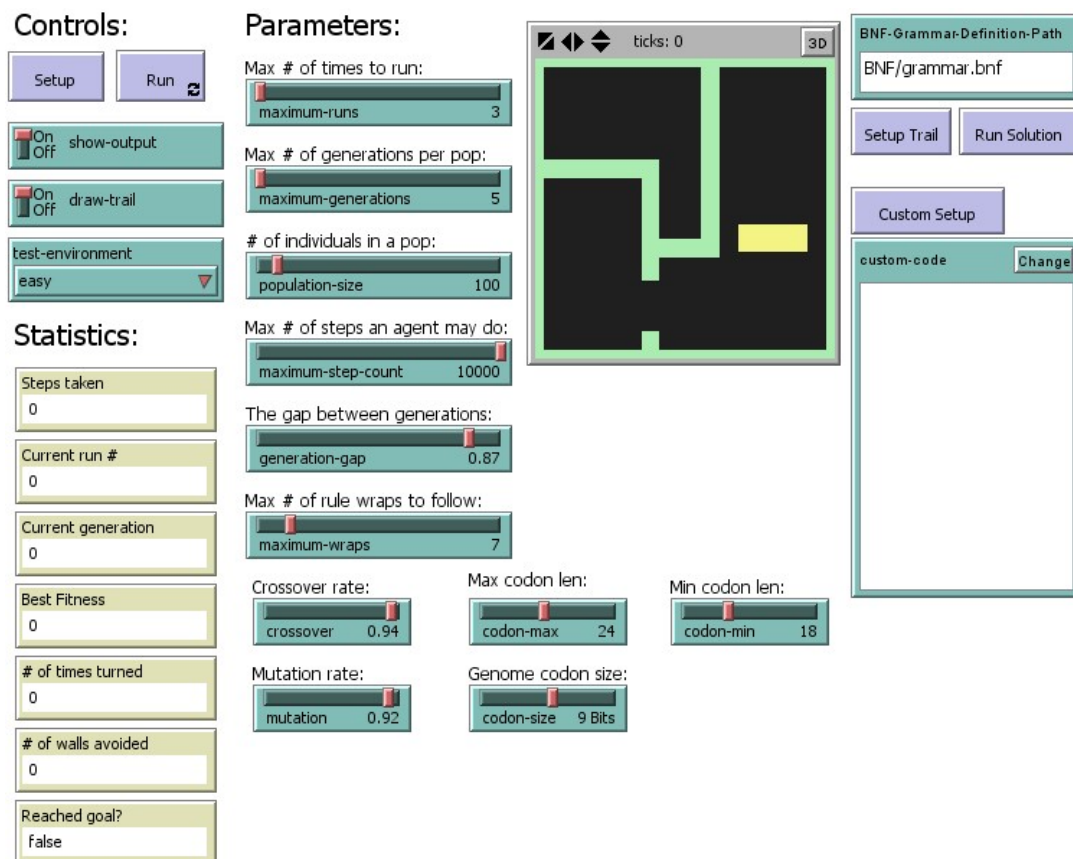 Controls:
Setup
Run
On
Off
show-output
On
Off
draw-trail
test-environment
easy
Statistics:
Steps taken
0
Current run #
0
Current generation
0
Best Fitness
0
# of times turned
0
# of walls avoided
0
Reached goal?
false
Parameters:
Max # of times to run:
maximum-runs 3
Max # of generations per pop:
maximum-generations 5
# of individuals in a pop:
population-size 100
Max # of steps an agent may do:
maximum-step-count 10000
The gap between generations:
generation-gap 0.87
Max # of rule wraps to follow:
maximum-wraps 7
Crossover rate:
crossover 0.94
Max codon len:
codon-max 24
Min codon len:
codon-min 18
Mutation rate:
mutation 0.92
Genome codon size:
codon-size 9 Bits
ticks: 0
3D
BNF-Grammar-Definition-Path
BNF/grammar.bnf
Setup Trail
Run Solution
Custom Setup
custom-code
Change